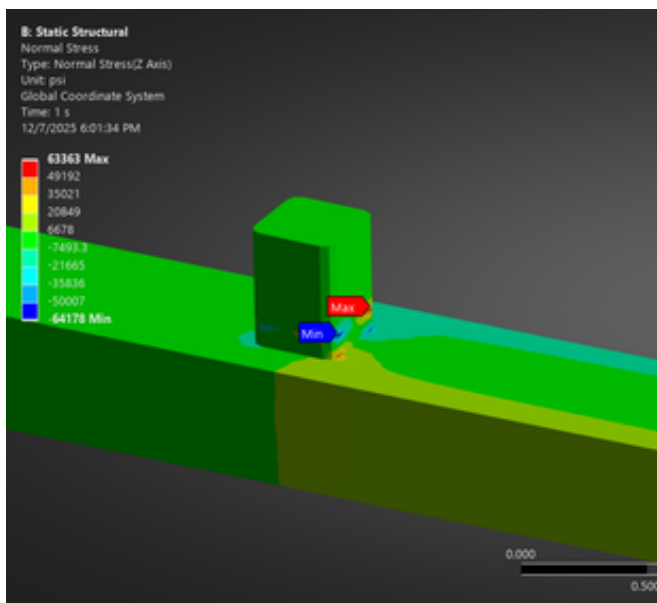 B: Static Structural
Normal Stress
Type: Normal Stress(Z Axis)
Unit: psi
Global Coordinate System
Time: 1 s
12/7/2025 6:01:34 PM
63363 Max
49192
35021
20849
6678
-7493.3
-21665
-35836
-50007
-64178 Min
Max
Min
0.000
0.500